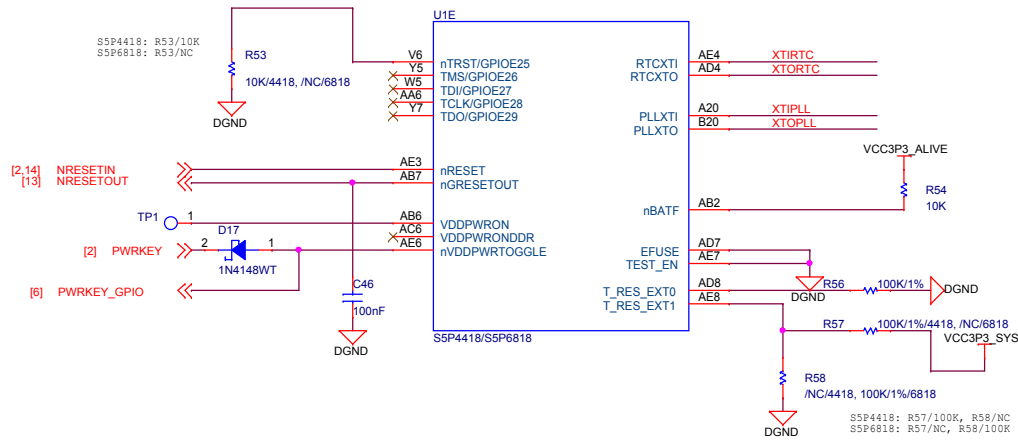 U1E
S5P4418: R53/10K
S5P6818: R53/NC
R53
10K/4418, /NC/6818
DGND
V6
nTRST/GPIOE25
Y5
TMS/GPIOE26
W5
TDI/GPIOE27
AA6
TCLK/GPIOE28
Y7
TDO/GPIOE29
RTCXTI
AE4
XTIRTC
RTCXTO
AD4
XTORTC
PLLXTI
A20
XTIPLL
PLLXTO
B20
XTOPLL
VCC3P3_ALIVE
R54
10K
[2,14] NRESETIN
AE3
nRESET
[13] NRESETOUT
AB7
nGRESETOUT
nBATF
AB2
TP1
1
AB6
VDDPWRON
AC6
VDDPWRONDDR
D17
[2] PWRKEY
2
1
AE6
nVDDPWRTOGGLE
1N4148WT
EFUSE
AD7
TEST_EN
AE7
DGND
[6] PWRKEY_GPIO
C46
100nF
DGND
T_RES_EXT0
AD8
R56
100K/1%
DGND
T_RES_EXT1
AE8
R57
100K/1%/4418, /NC/6818
VCC3P3_SYS
S5P4418/S5P6818
R58
/NC/4418, 100K/1%/6818
DGND
S5P4418: R57/100K, R58/NC
S5P6818: R57/NC, R58/100K